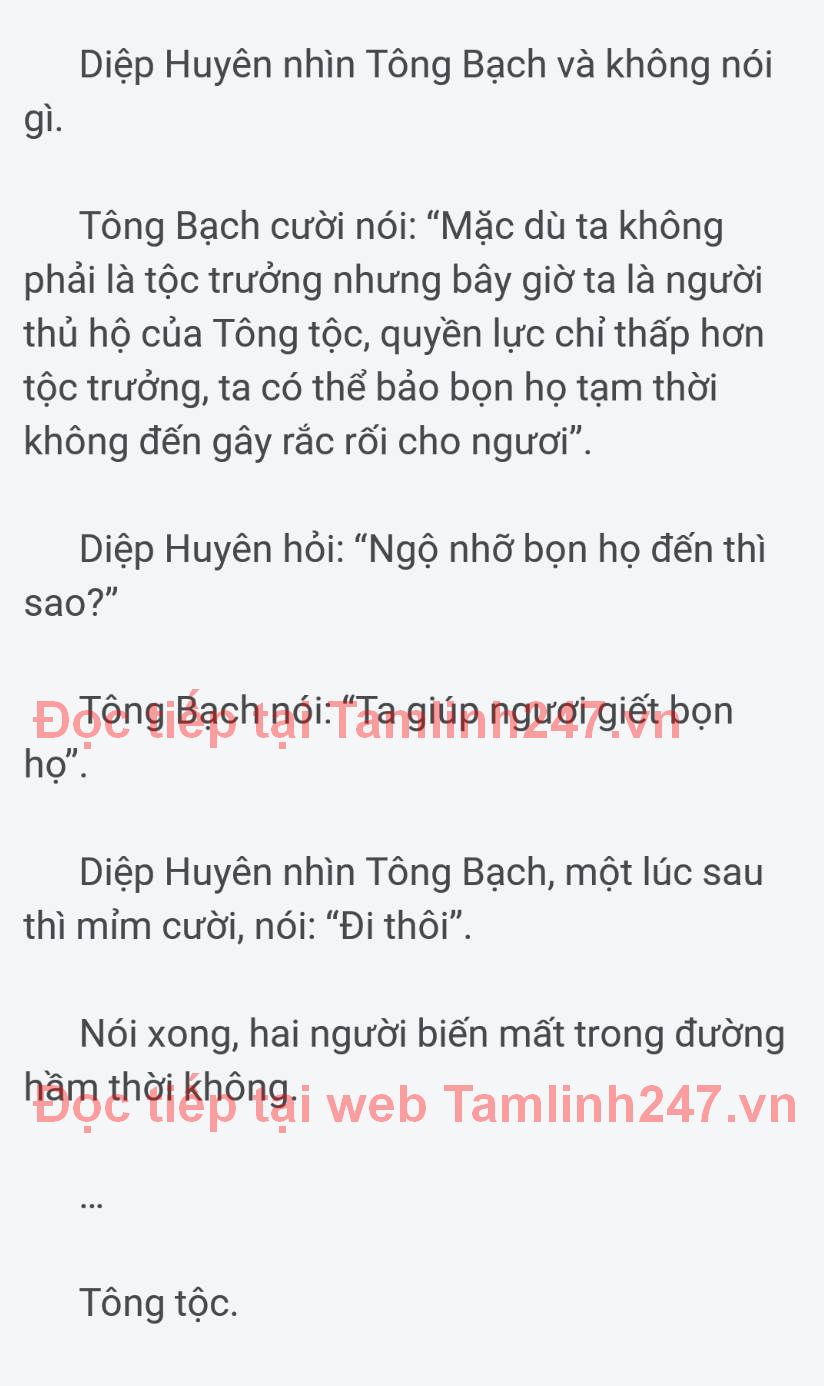 Diệp Huyên nhìn Tông Bạch và không nói
gì.
Tông Bạch cười nói: “Mặc dù ta không
phải là tộc trưởng nhưng bây giờ ta là người
thủ hộ của Tông tộc, quyền lực chỉ thấp hơn
tộc trưởng, ta có thể bảo bọn họ tạm thời
không đến gây rắc rối cho ngươi”.
Diệp Huyên hỏi: “Ngộ nhỡ bọn họ đến thì
sao?”
Tông Bạch nói: “Ta giúp ngươi giết bọn
Đọc tiếp tại Tamlinh247.vn
họ”.
Diệp Huyên nhìn Tông Bạch, một lúc sau
thì mỉm cười, nói: “Đi thôi”.
Nói xong, hai người biến mất trong đường
hầm thời không.
Đọc tiếp tại web Tamlinh247.vn
...
Tông tộc.